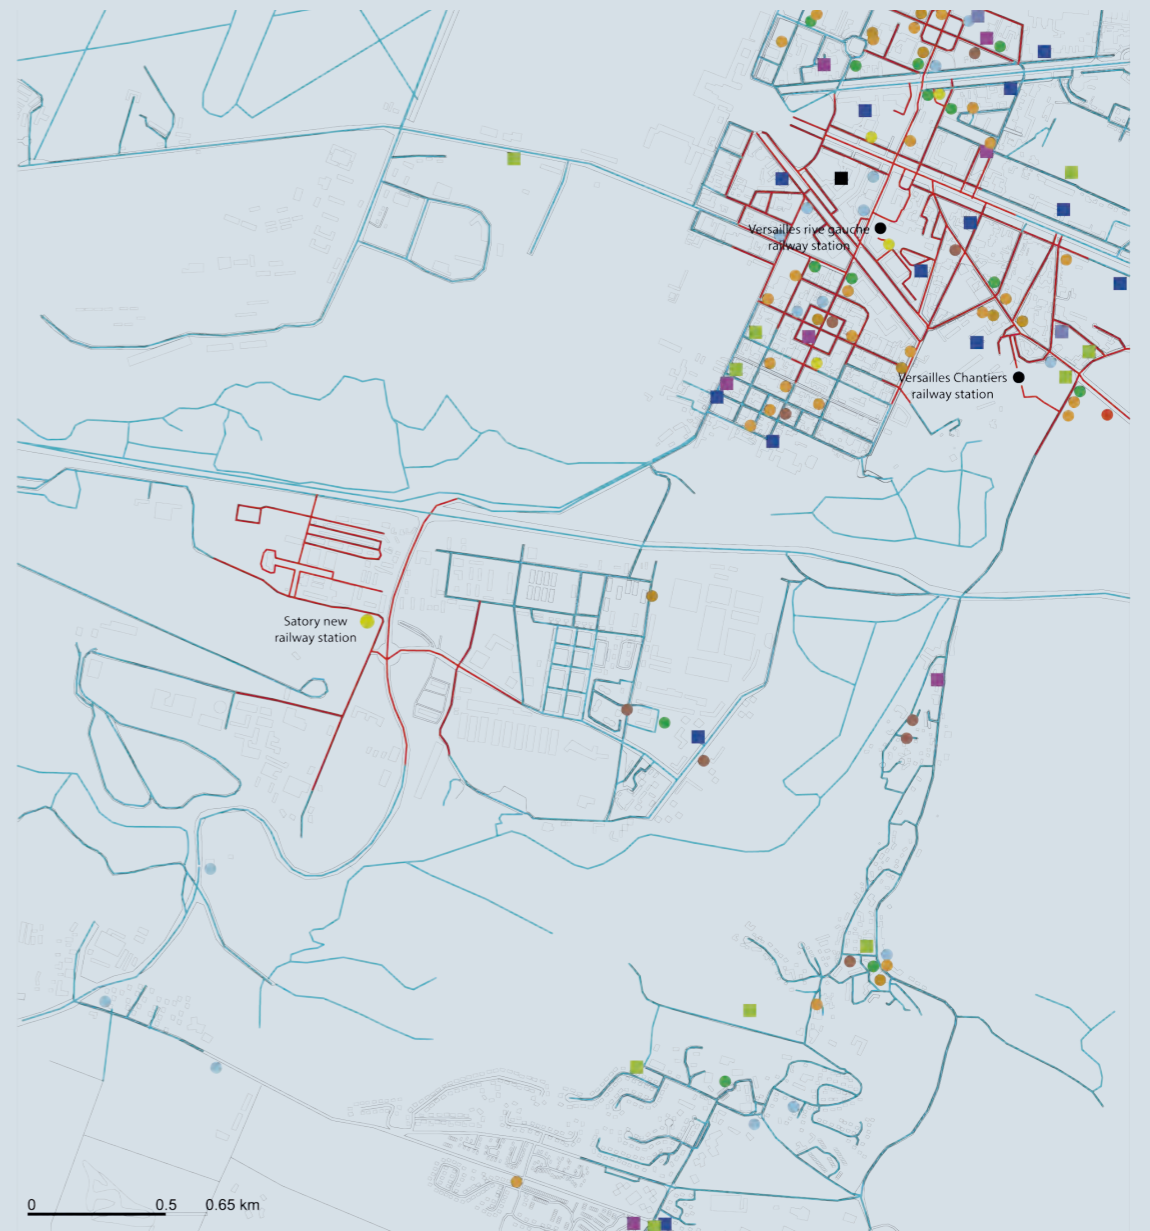 Versailles rive gauche
railway station
Versailles Chantiers
railway station
Satory new
railway station
0 0.5 0.65 km